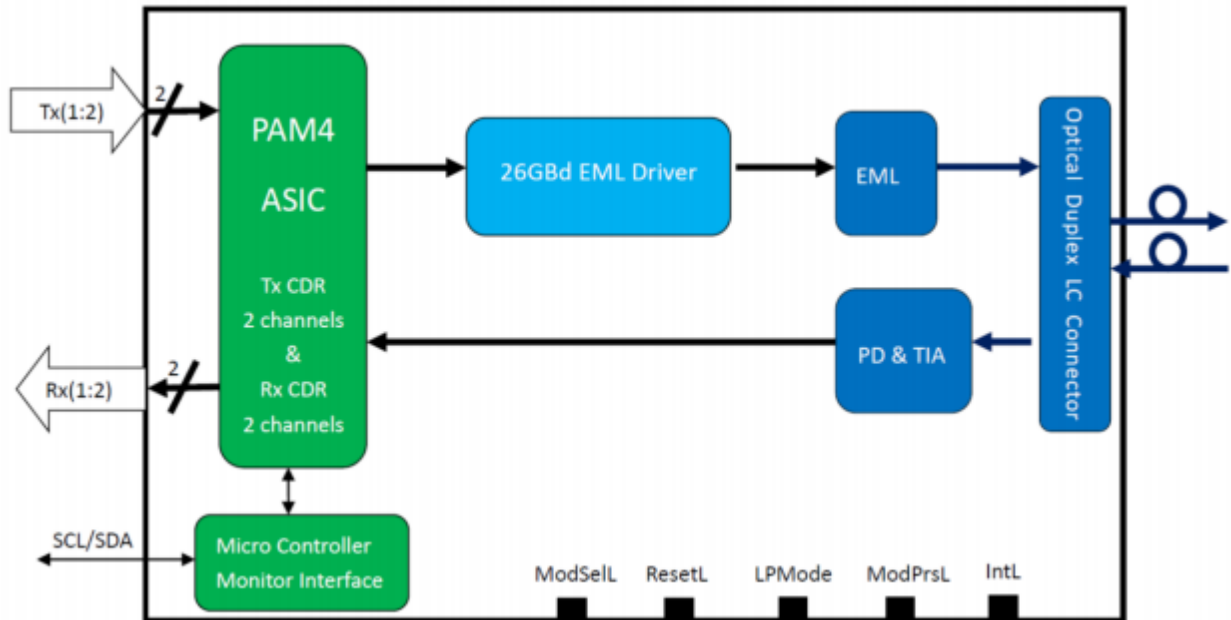 Tx(1:2)
2
PAM4
ASIC
Tx CDR
2 channels
&
Rx CDR
2 channels
26GBd EML Driver
EML
PD & TIA
Optical Duplex LC Connector
Rx(1:2)
2
SCL/SDA
Micro Controller
Monitor Interface
ModSelL
ResetL
LPMode
ModPrsL
IntL